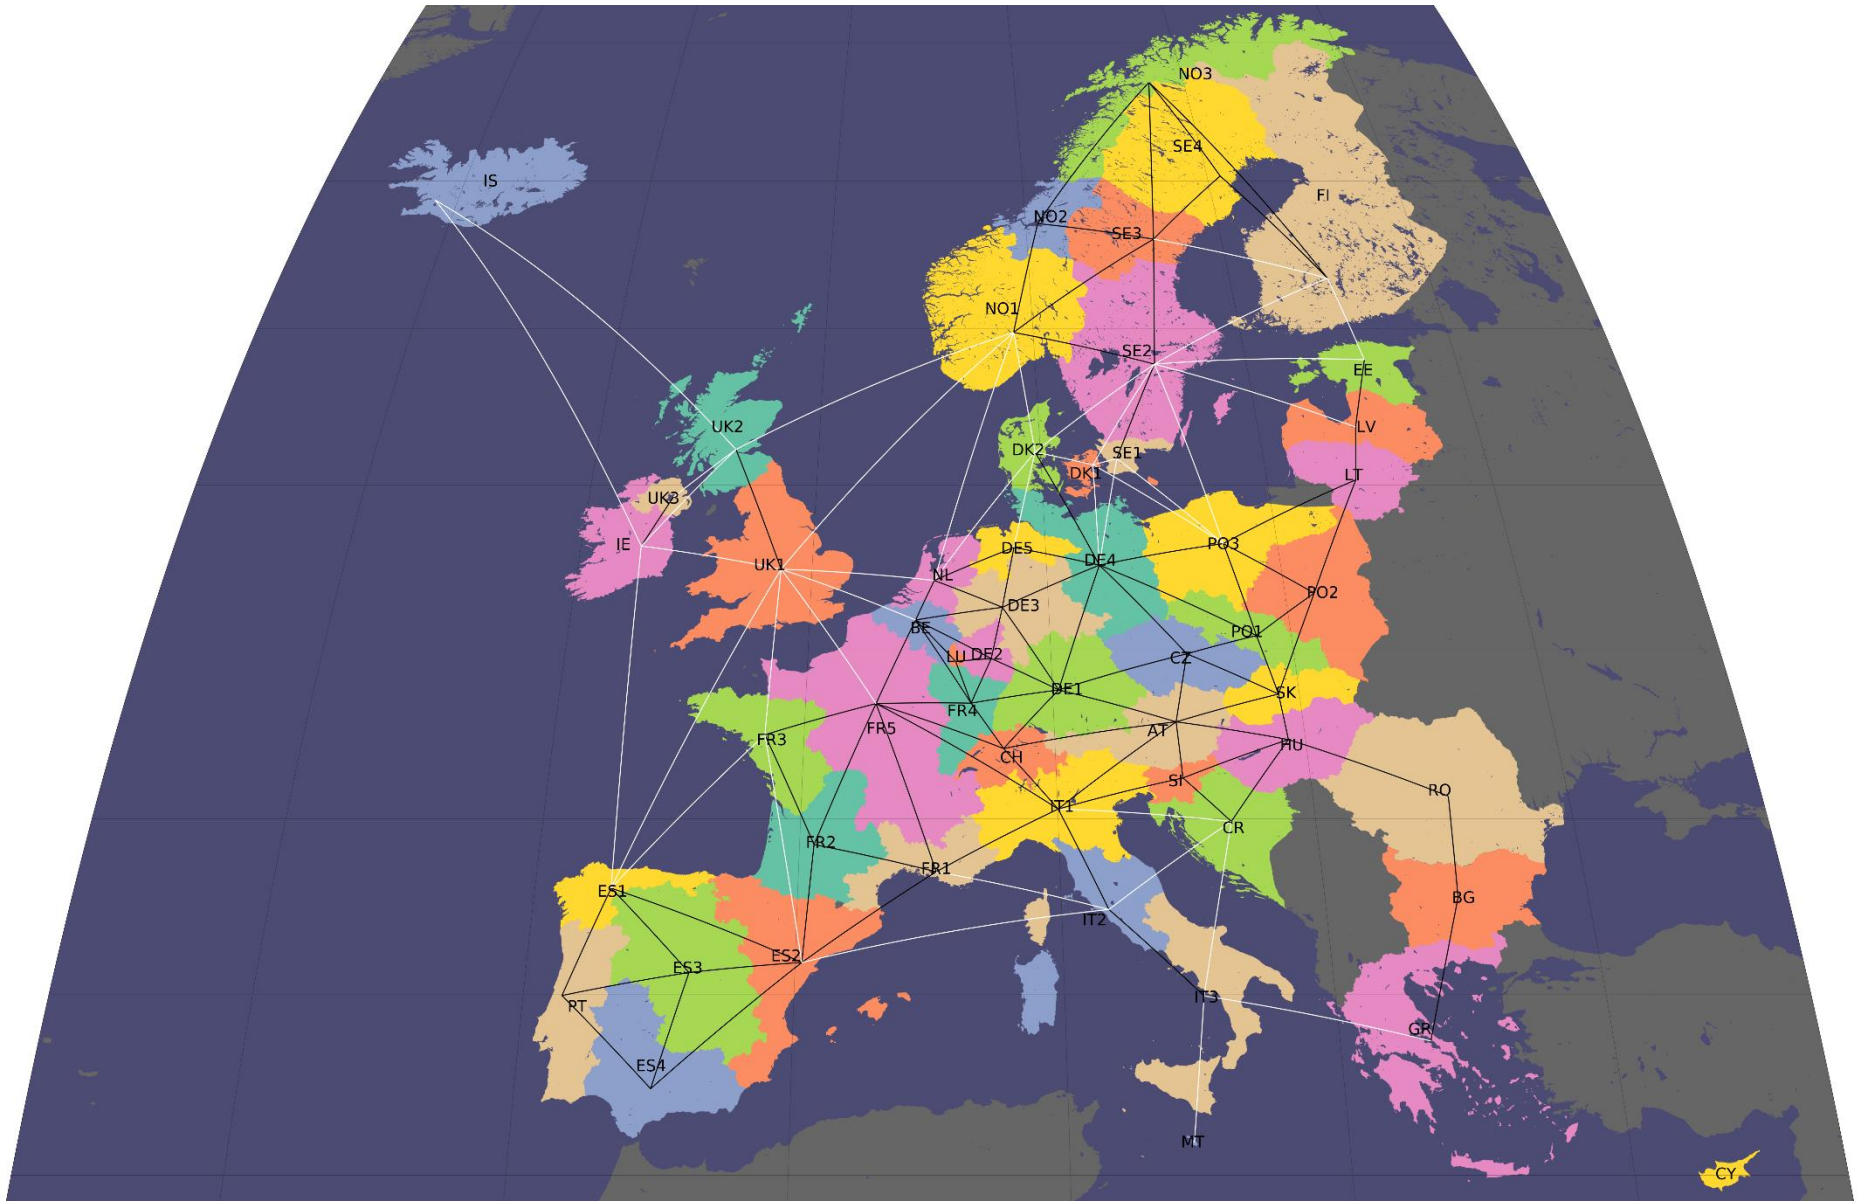 NO3
SE4
IS
FI
NO2
SE3
NO1
SE2
EE
UK2
LV
DK2
SE1
DK1
LT
UK3
IE
DE5
PO3
UK1
NL
DE4
DE3
PO2
BE
PO1
LU
DE2
CZ
DE1
SK
FR4
FR3
FR5
AT
HU
CH
SI
RO
IT1
CR
FR2
FR1
ES1
BG
IT2
ES2
ES3
PT
IT3
GR
ES4
MT
CY